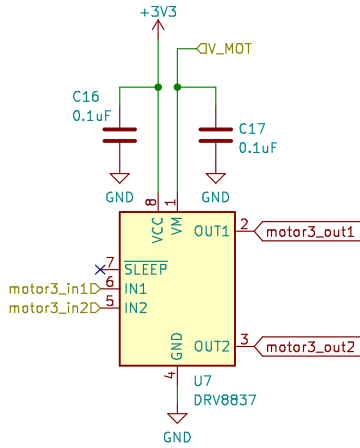 +3V3
V_MOT
C16
0.1uF
C17
0.1uF
GND
GND
8
1
VCC
VM
OUT1
2
motor3_out1
7
SLEEP
motor3_in1
6
IN1
motor3_in2
5
IN2
GND
OUT2
3
motor3_out2
4
U7
DRV8837
GND